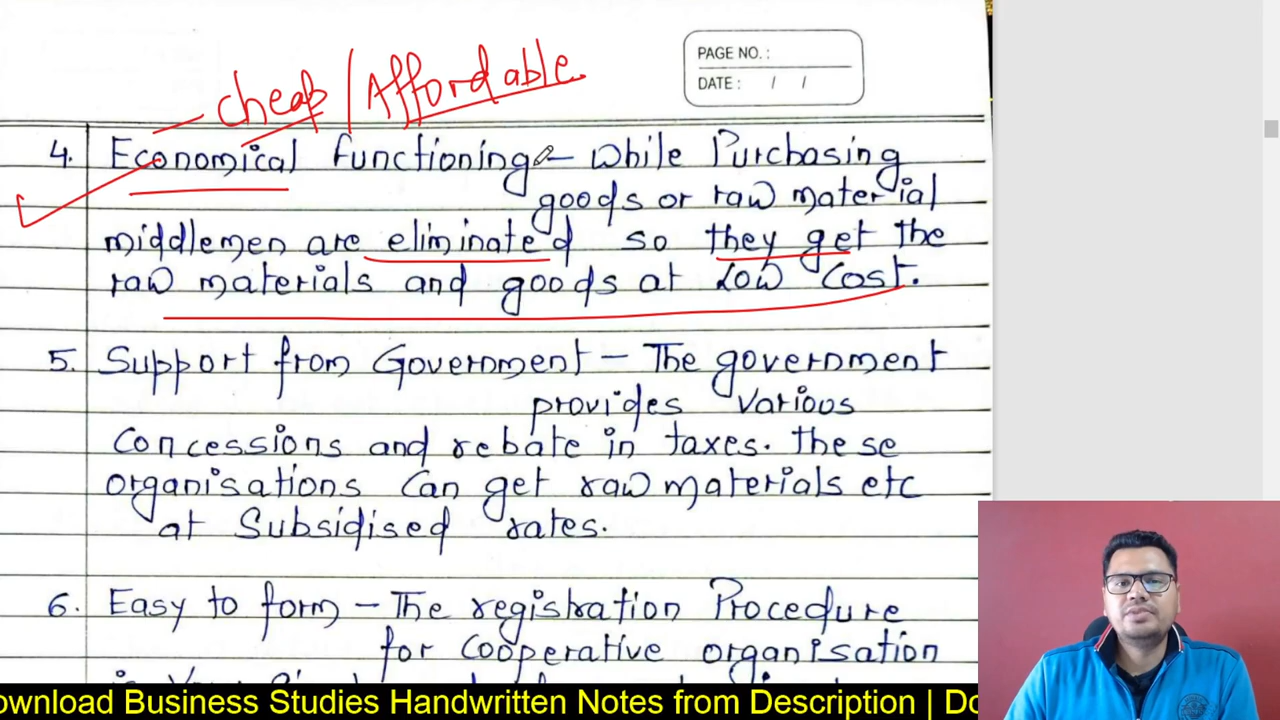 cheap / Affordable.
PAGE NO. :
DATE : / /
4. Economical functioning - while Purchasing
goods or raw material
middlemen are eliminated so they get the
raw materials and goods at Low Cost.
5. Support from Government - The government
provides various
concessions and rebate in taxes. These
organisations can get raw materials etc
at Subsidised rates.
6. Easy to form - The registration Procedure
for cooperative organisation
ownload Business Studies Handwritten Notes from Description | Do